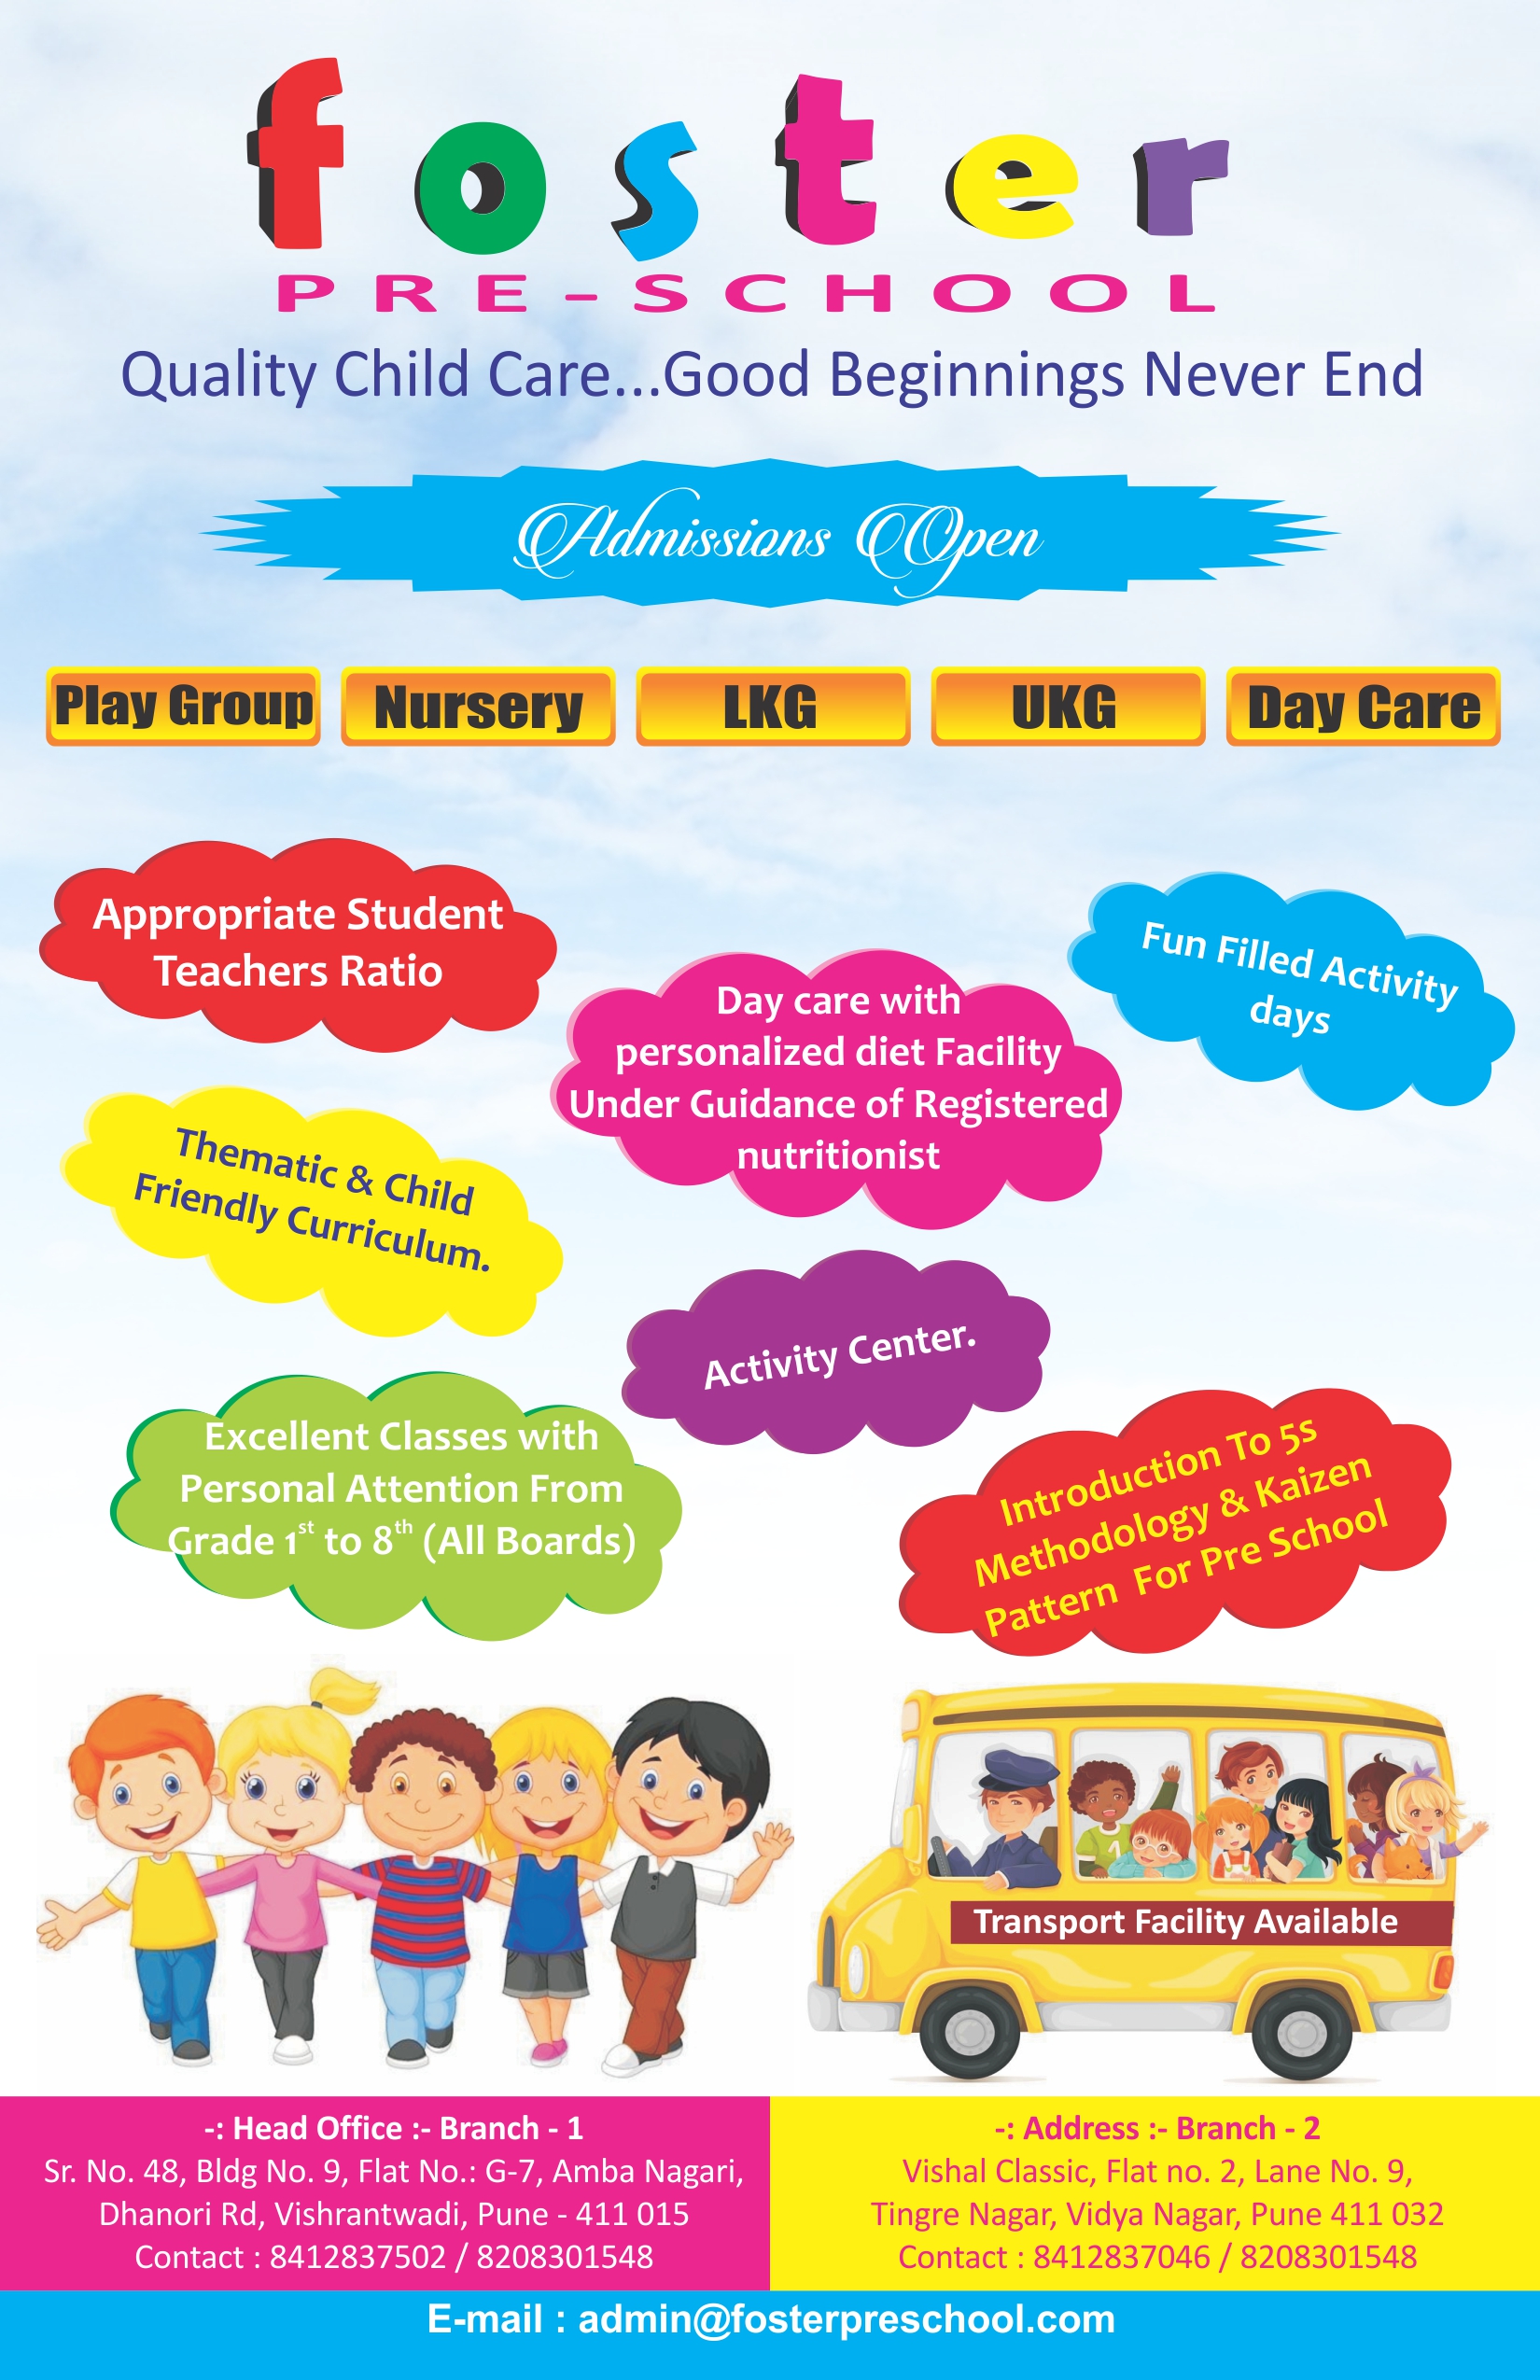 foster
PRE-SCHOOL
Quality Child Care...Good Beginnings Never End
Admissions Open
Play Group
Nursery
LKG
UKG
Day Care
Appropriate Student
Teachers Ratio
Fun Filled Activity
days
Day care with
personalized diet Facility
Under Guidance of Registered
nutritionist
Thematic & Child
Friendly Curriculum.
Activity Center.
Excellent Classes with
Personal Attention From
Grade 1st to 8th (All Boards)
Introduction To 5s
Methodology & Kaizen
Pattern For Pre School
1
Transport Facility Available
-: Head Office :- Branch - 1
Sr. No. 48, Bldg No. 9, Flat No.: G-7, Amba Nagari,
Dhanori Rd, Vishrantwadi, Pune - 411 015
Contact : 8412837502 / 8208301548
-: Address :- Branch - 2
Vishal Classic, Flat no. 2, Lane No. 9,
Tingre Nagar, Vidya Nagar, Pune 411 032
Contact : 8412837046 / 8208301548
E-mail : admin@fosterpreschool.com